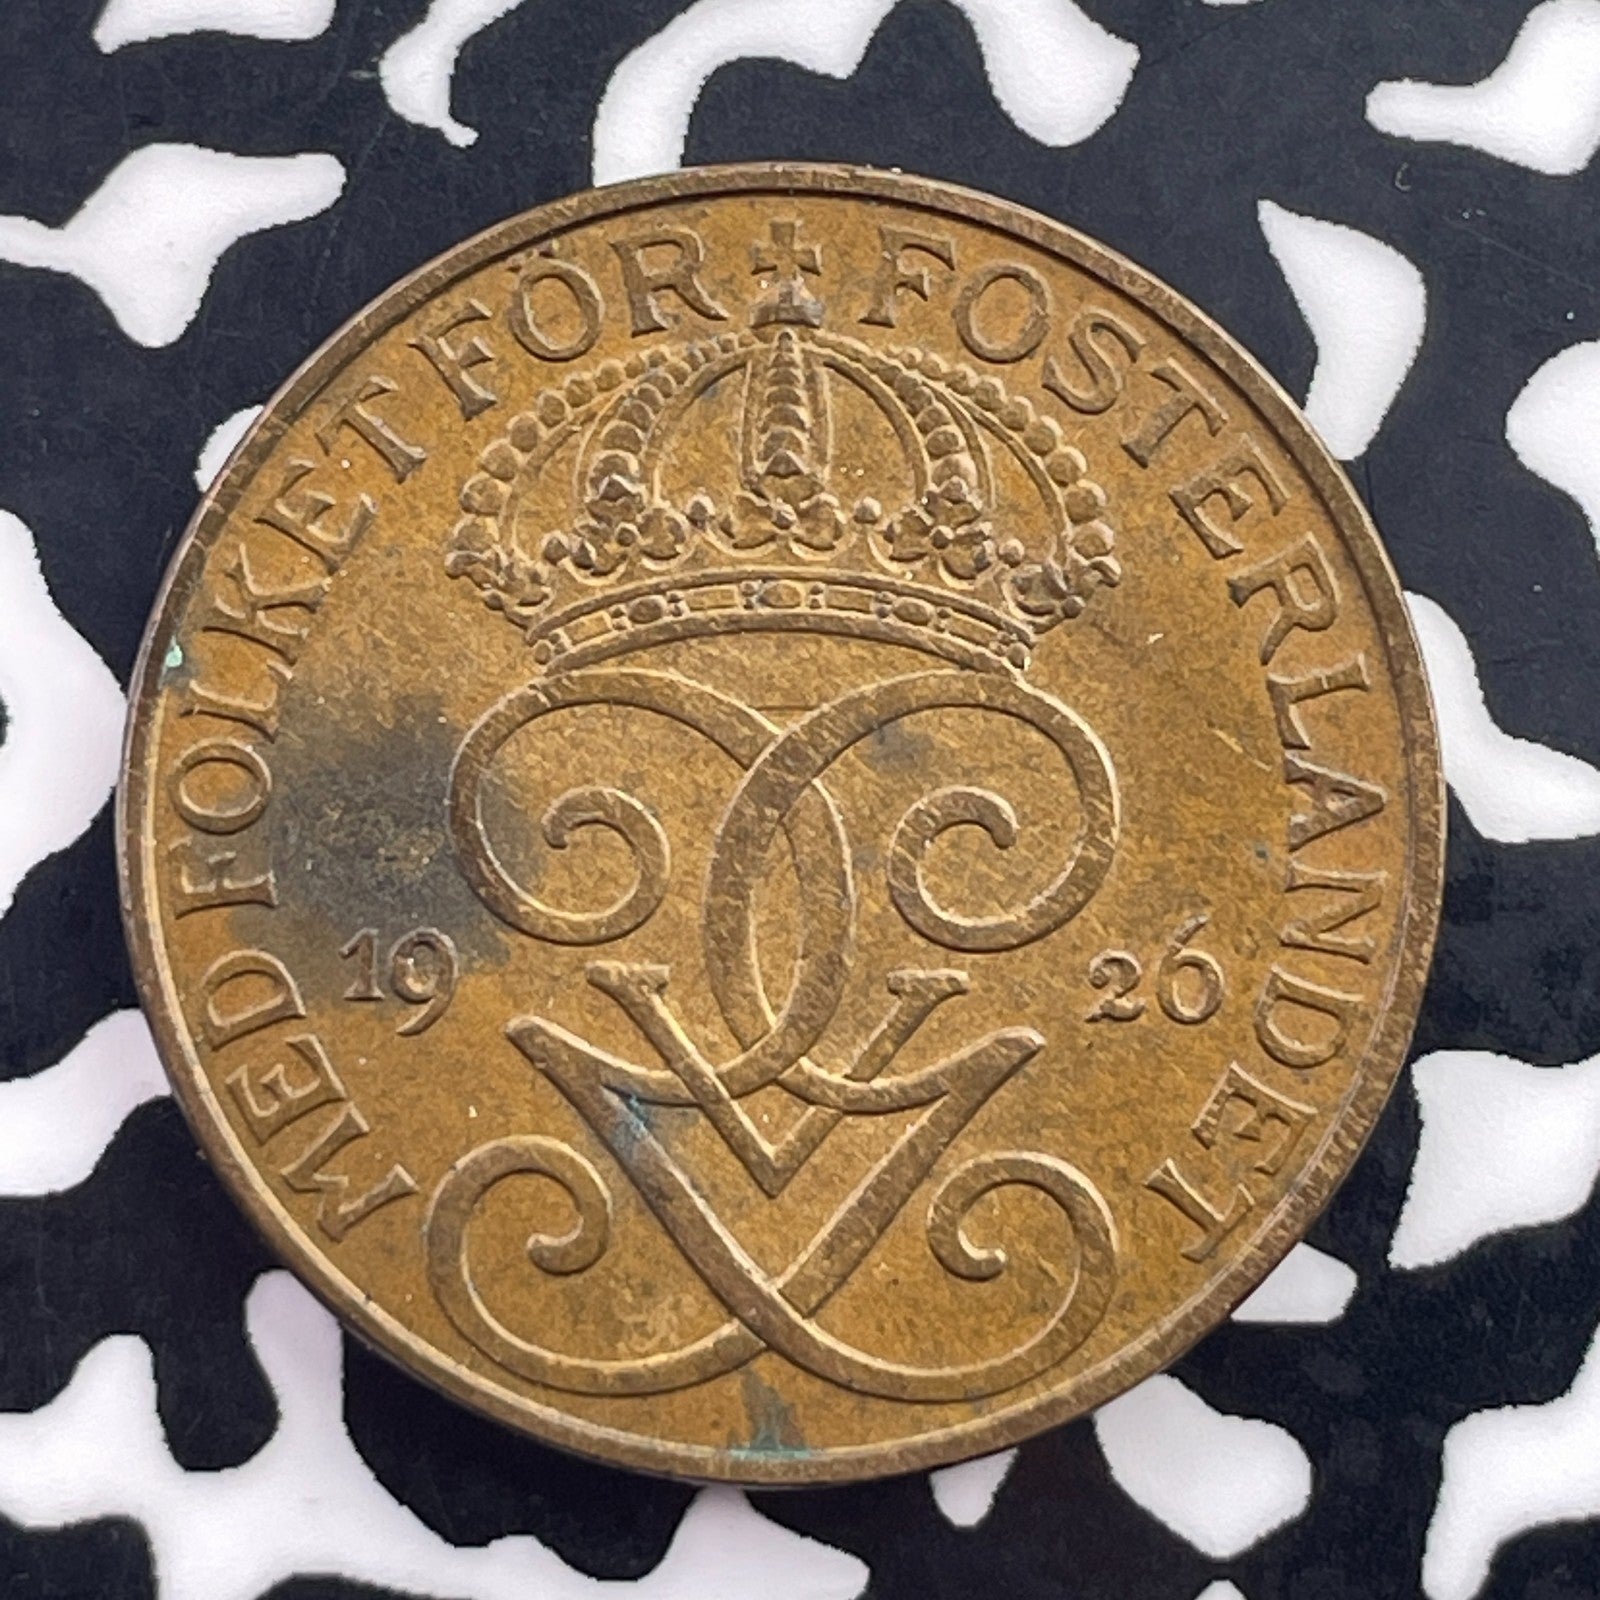 MED FOLKET FÖR FOSTERLANDET
19 26